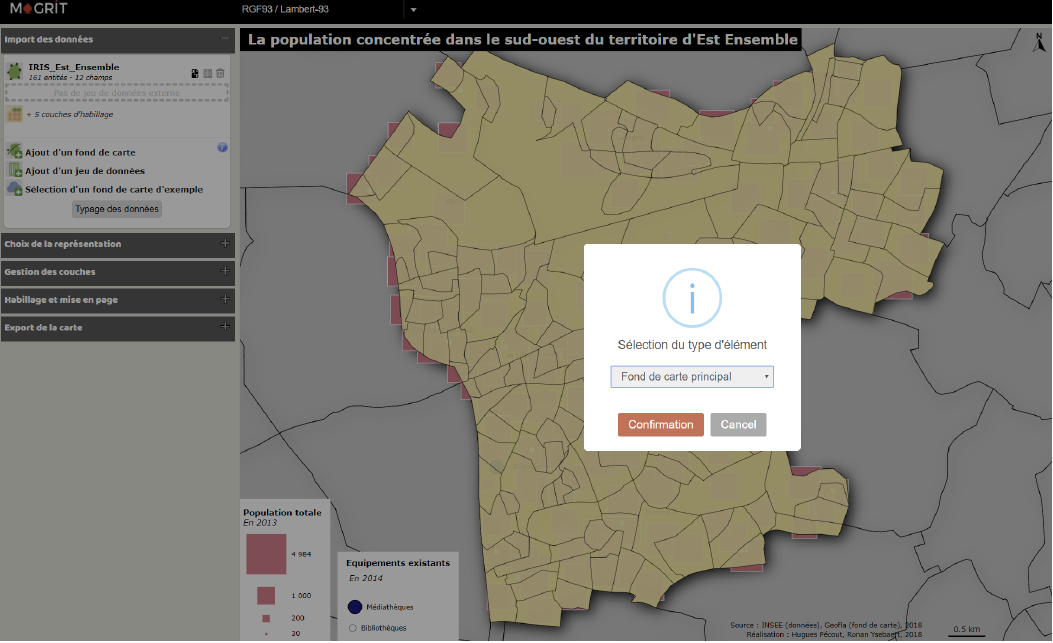 MAGRIT
RGF93 / Lambert-93
Import des données
IRIS_Est_Ensemble
161 entités - 12 champs
Pas de jeu de données externe
+ 5 couches d'habillage
Ajout d'un fond de carte
Ajout d'un jeu de données
Sélection d'un fond de carte d'exemple
Typage des données
Choix de la représentation
Gestion des couches
Habillage et mise en page
Export de la carte
La population concentrée dans le sud-ouest du territoire d'Est Ensemble
N
Sélection du type d'élément
Fond de carte principal
Confirmation
Cancel
Population totale
En 2013
4 984
1 000
200
30
Equipements existants
En 2014
Médiathèques
Bibliothèques
Source : INSEE (données), Geofla (fond de carte), 2018
Réalisation : Hugues Pécout, Ronan Ysebaert, 2018
0.5 km